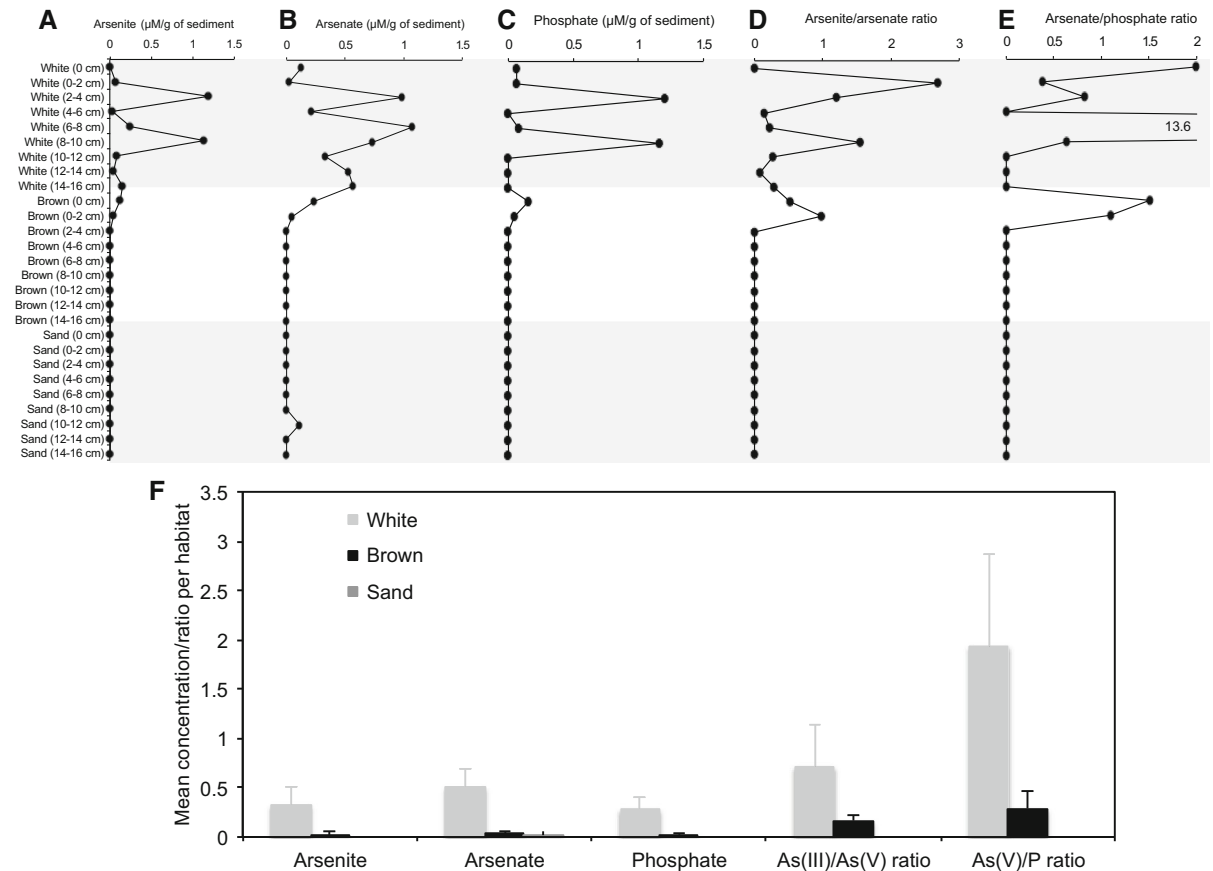 A Arsenite (µM/g of sediment
0 0.5 1 1.5
B Arsenate (µM/g of sediment)
0 0.5 1 1.5
C Phosphate (µM/g of sediment)
0 0.5 1 1.5
D Arsenite/arsenate ratio
0 1 2 3
E Arsenate/phosphate ratio
0 0.5 1 1.5 2
White (0 cm)
White (0-2 cm)
White (2-4 cm)
White (4-6 cm)
White (6-8 cm)
13.6
White (8-10 cm)
White (10-12 cm)
White (12-14 cm)
White (14-16 cm)
Brown (0 cm)
Brown (0-2 cm)
Brown (2-4 cm)
Brown (4-6 cm)
Brown (6-8 cm)
Brown (8-10 cm)
Brown (10-12 cm)
Brown (12-14 cm)
Brown (14-16 cm)
Sand (0 cm)
Sand (0-2 cm)
Sand (2-4 cm)
Sand (4-6 cm)
Sand (6-8 cm)
Sand (8-10 cm)
Sand (10-12 cm)
Sand (12-14 cm)
Sand (14-16 cm)
F
Mean concentration/ratio per habitat
3.5
3
2.5
2
1.5
1
0.5
0
White
Brown
Sand
Arsenite Arsenate Phosphate As(III)/As(V) ratio As(V)/P ratio